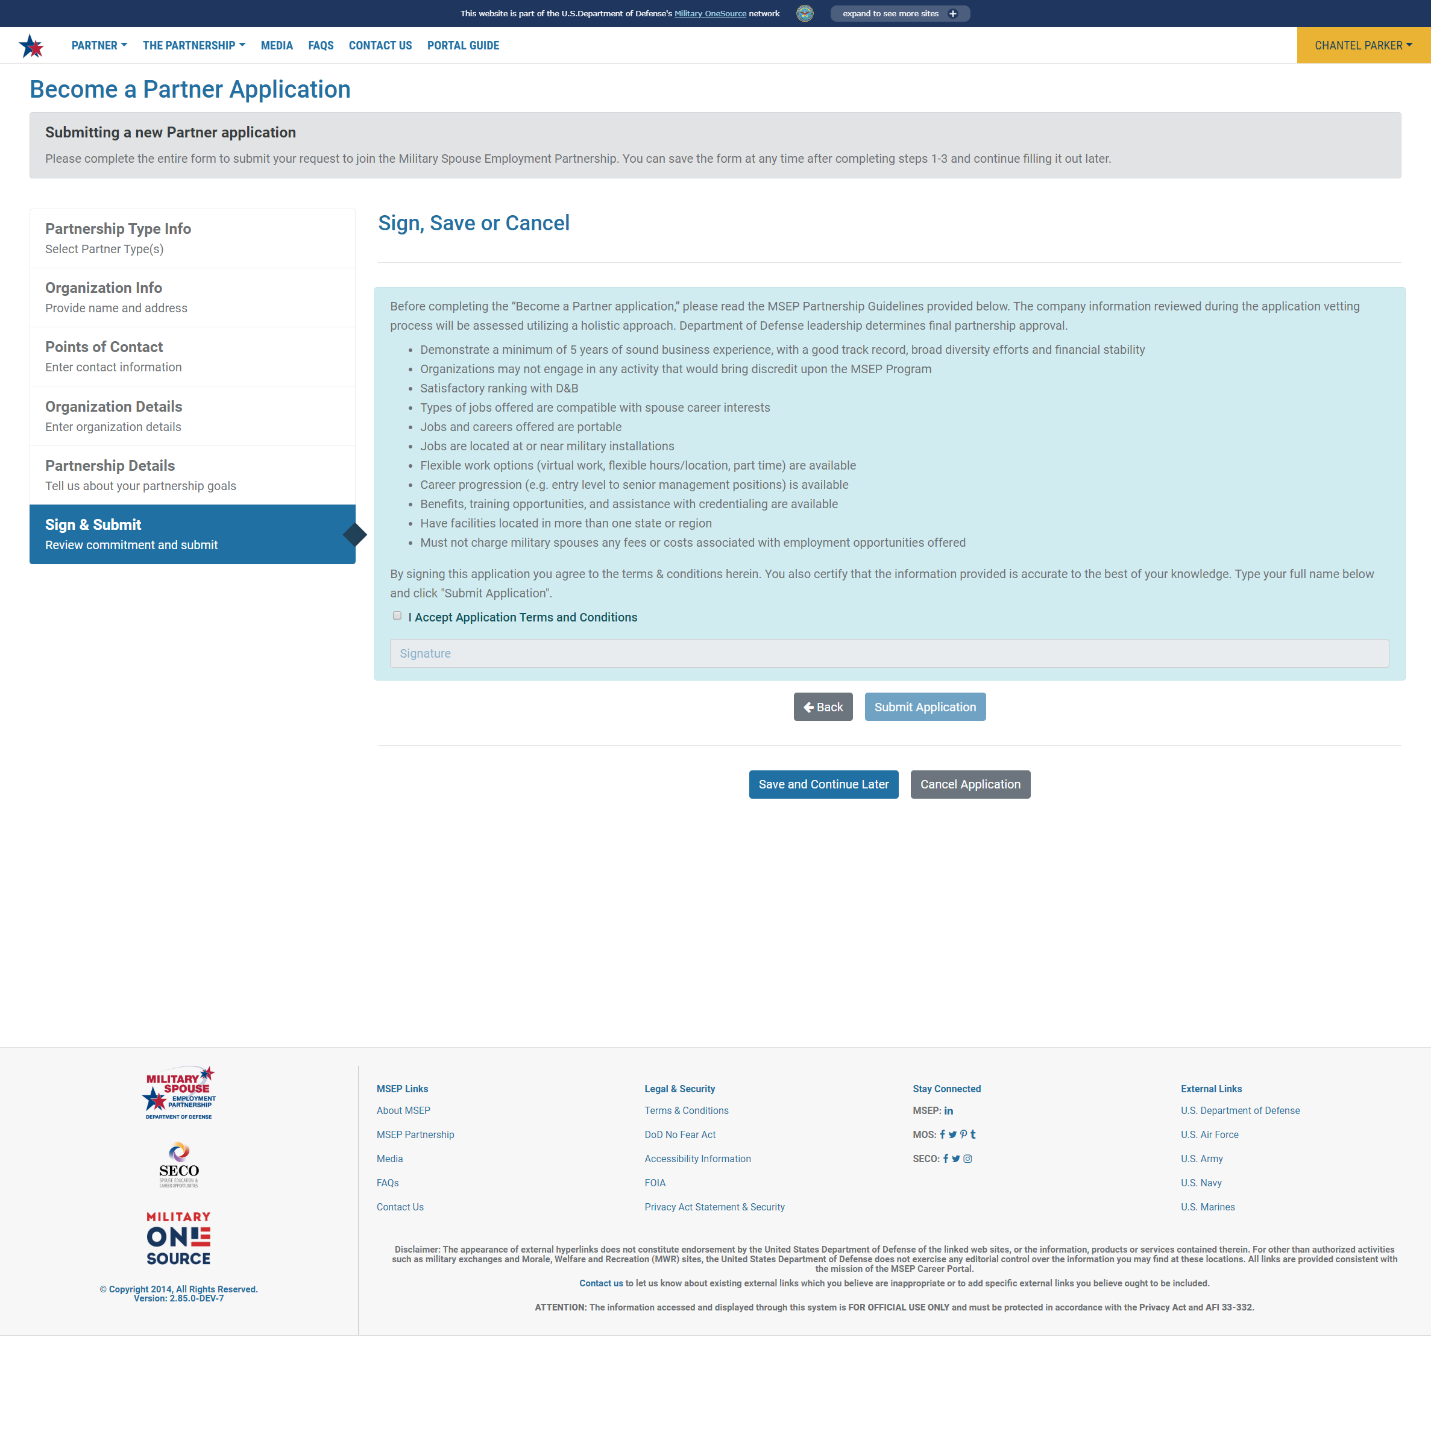 This website is part of the U.S.Department of Defense's Military OneSource network
expand to see more sites
PARTNER THE PARTNERSHIP MEDIA FAQS CONTACT US PORTAL GUIDE
CHANTEL PARKER
Become a Partner Application
Submitting a new Partner application
Please complete the entire form to submit your request to join the Military Spouse Employment Partnership. You can save the form at any time after completing steps 1-3 and continue filling it out later.
Partnership Type Info
Select Partner Type(s)
Organization Info
Provide name and address
Points of Contact
Enter contact information
Organization Details
Enter organization details
Partnership Details
Tell us about your partnership goals
Sign & Submit
Review commitment and submit
Sign, Save or Cancel
Before completing the “Become a Partner application,” please read the MSEP Partnership Guidelines provided below. The company information reviewed during the application vetting
process will be assessed utilizing a holistic approach. Department of Defense leadership determines final partnership approval.
• Demonstrate a minimum of 5 years of sound business experience, with a good track record, broad diversity efforts and financial stability
• Organizations may not engage in any activity that would bring discredit upon the MSEP Program
• Satisfactory ranking with D&B
• Types of jobs offered are compatible with spouse career interests
• Jobs and careers offered are portable
• Jobs are located at or near military installations
• Flexible work options (virtual work, flexible hours/location, part time) are available
• Career progression (e.g. entry level to senior management positions) is available
• Benefits, training opportunities, and assistance with credentialing are available
• Have facilities located in more than one state or region
• Must not charge military spouses any fees or costs associated with employment opportunities offered
By signing this application you agree to the terms & conditions herein. You also certify that the information provided is accurate to the best of your knowledge. Type your full name below
and click "Submit Application".
I Accept Application Terms and Conditions
Signature
Back
Submit Application
Save and Continue Later
Cancel Application
MILITARY
SPOUSE
EMPLOYMENT
PARTNERSHIP
DEPARTMENT OF DEFENSE
SECO
SPOUSE EDUCATION &
CAREER OPPORTUNITIES
MILITARY
ONE
SOURCE
© Copyright 2014, All Rights Reserved.
Version: 2.85.0-DEV-7
MSEP Links
About MSEP
MSEP Partnership
Media
FAQs
Contact Us
Legal & Security
Terms & Conditions
DoD No Fear Act
Accessibility Information
FOIA
Privacy Act Statement & Security
Stay Connected
MSEP:
MOS:
SECO:
External Links
U.S. Department of Defense
U.S. Air Force
U.S. Army
U.S. Navy
U.S. Marines
Disclaimer: The appearance of external hyperlinks does not constitute endorsement by the United States Department of Defense of the linked web sites, or the information, products or services contained therein. For other than authorized activities
such as military exchanges and Morale, Welfare and Recreation (MWR) sites, the United States Department of Defense does not exercise any editorial control over the information you may find at these locations. All links are provided consistent with
the mission of the MSEP Career Portal.
Contact us to let us know about existing external links which you believe are inappropriate or to add specific external links you believe ought to be included.
ATTENTION: The information accessed and displayed through this system is FOR OFFICIAL USE ONLY and must be protected in accordance with the Privacy Act and AFI 33-332.